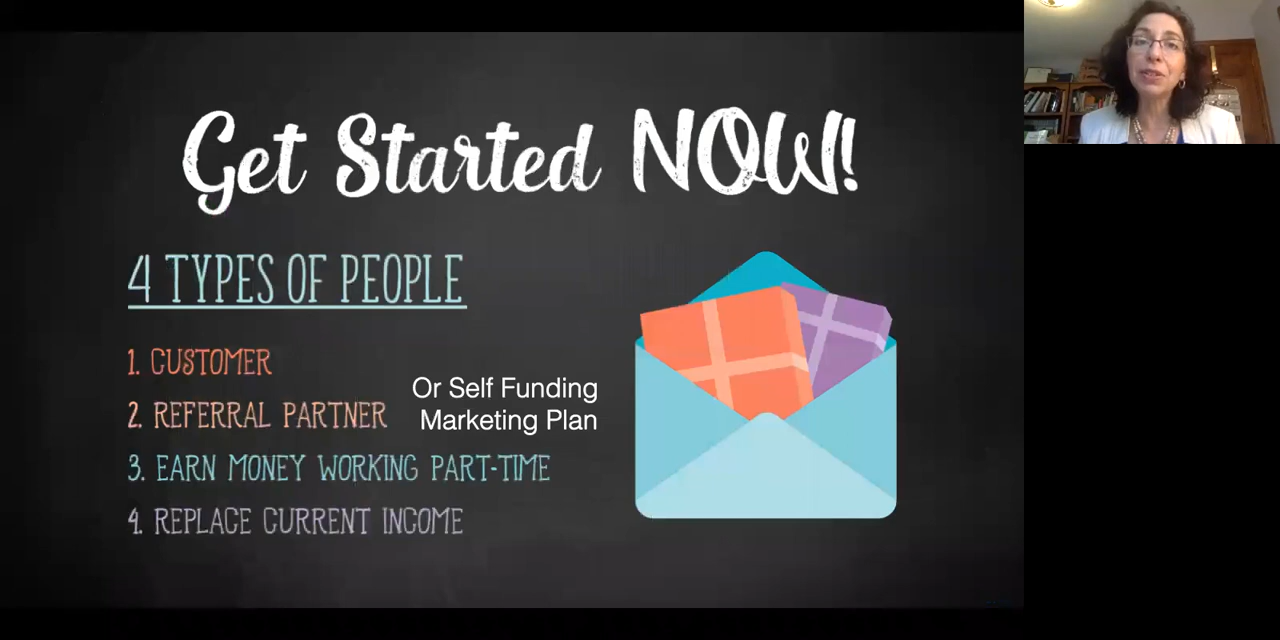 Get Started NOW!
4 TYPES OF PEOPLE
1. CUSTOMER
2. REFERRAL PARTNER
Or Self Funding
Marketing Plan
3. EARN MONEY WORKING PART-TIME
4. REPLACE CURRENT INCOME